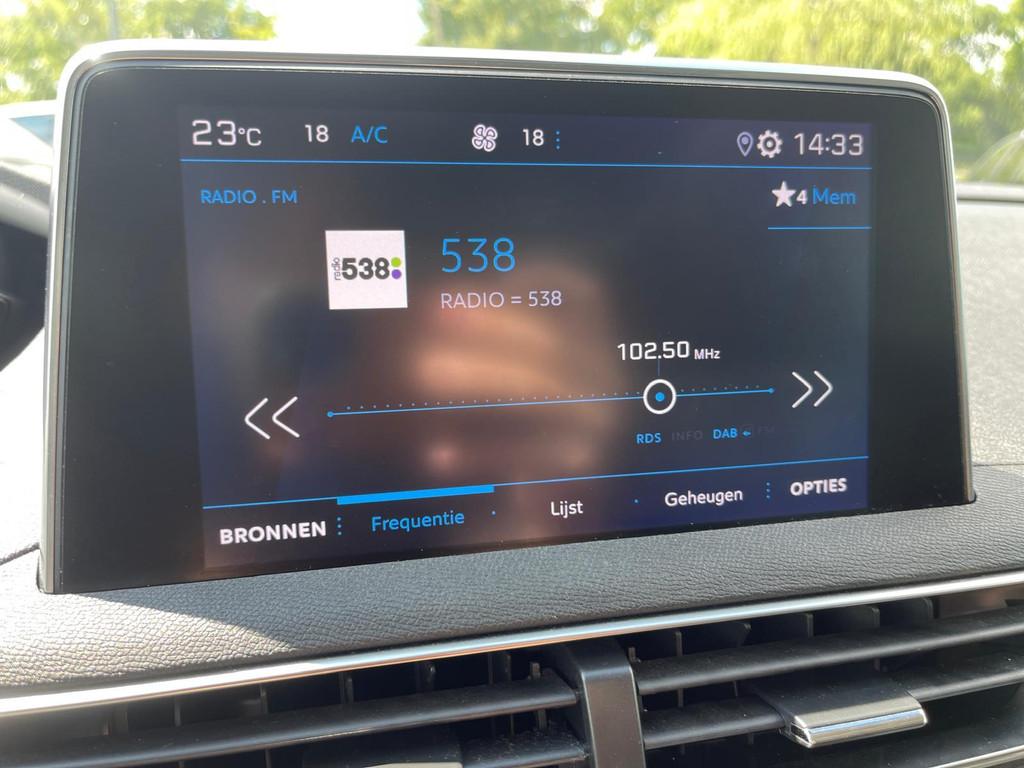 23°C 18 A/C 18 14:33
RADIO . FM
4 Mem
radio 538
538
RADIO = 538
102.50 MHz
RDS INFO DAB FM
BRONNEN Frequentie Lijst Geheugen OPTIES